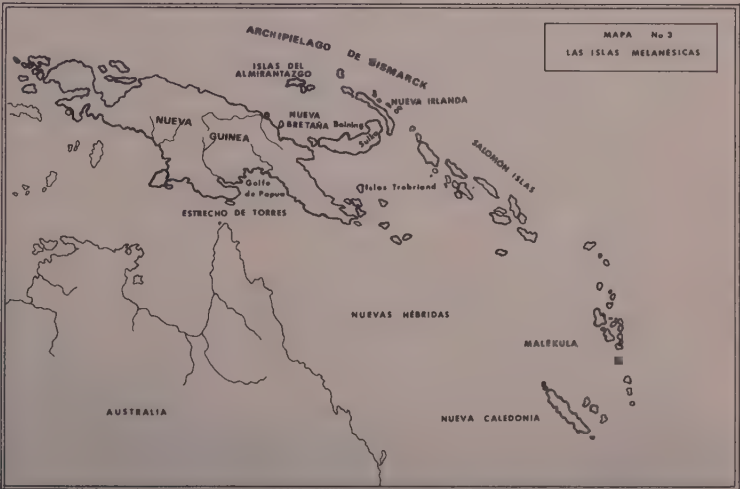 MAPA No 3
LAS ISLAS MELANÉSICAS
ARCHIPIELAGO DE BISMARCK
ISLAS DEL
ALMIRANTAZGO
NUEVA IRLANDA
NUEVA
BRETAÑA Baining
Sulka
NUEVA
GUINEA
SALOMÓN ISLAS
Golfo
de Papua
Islas Trobriand
ESTRECHO DE TORRES
NUEVAS HÉBRIDAS
MALÉKULA
AUSTRALIA
NUEVA CALEDONIA